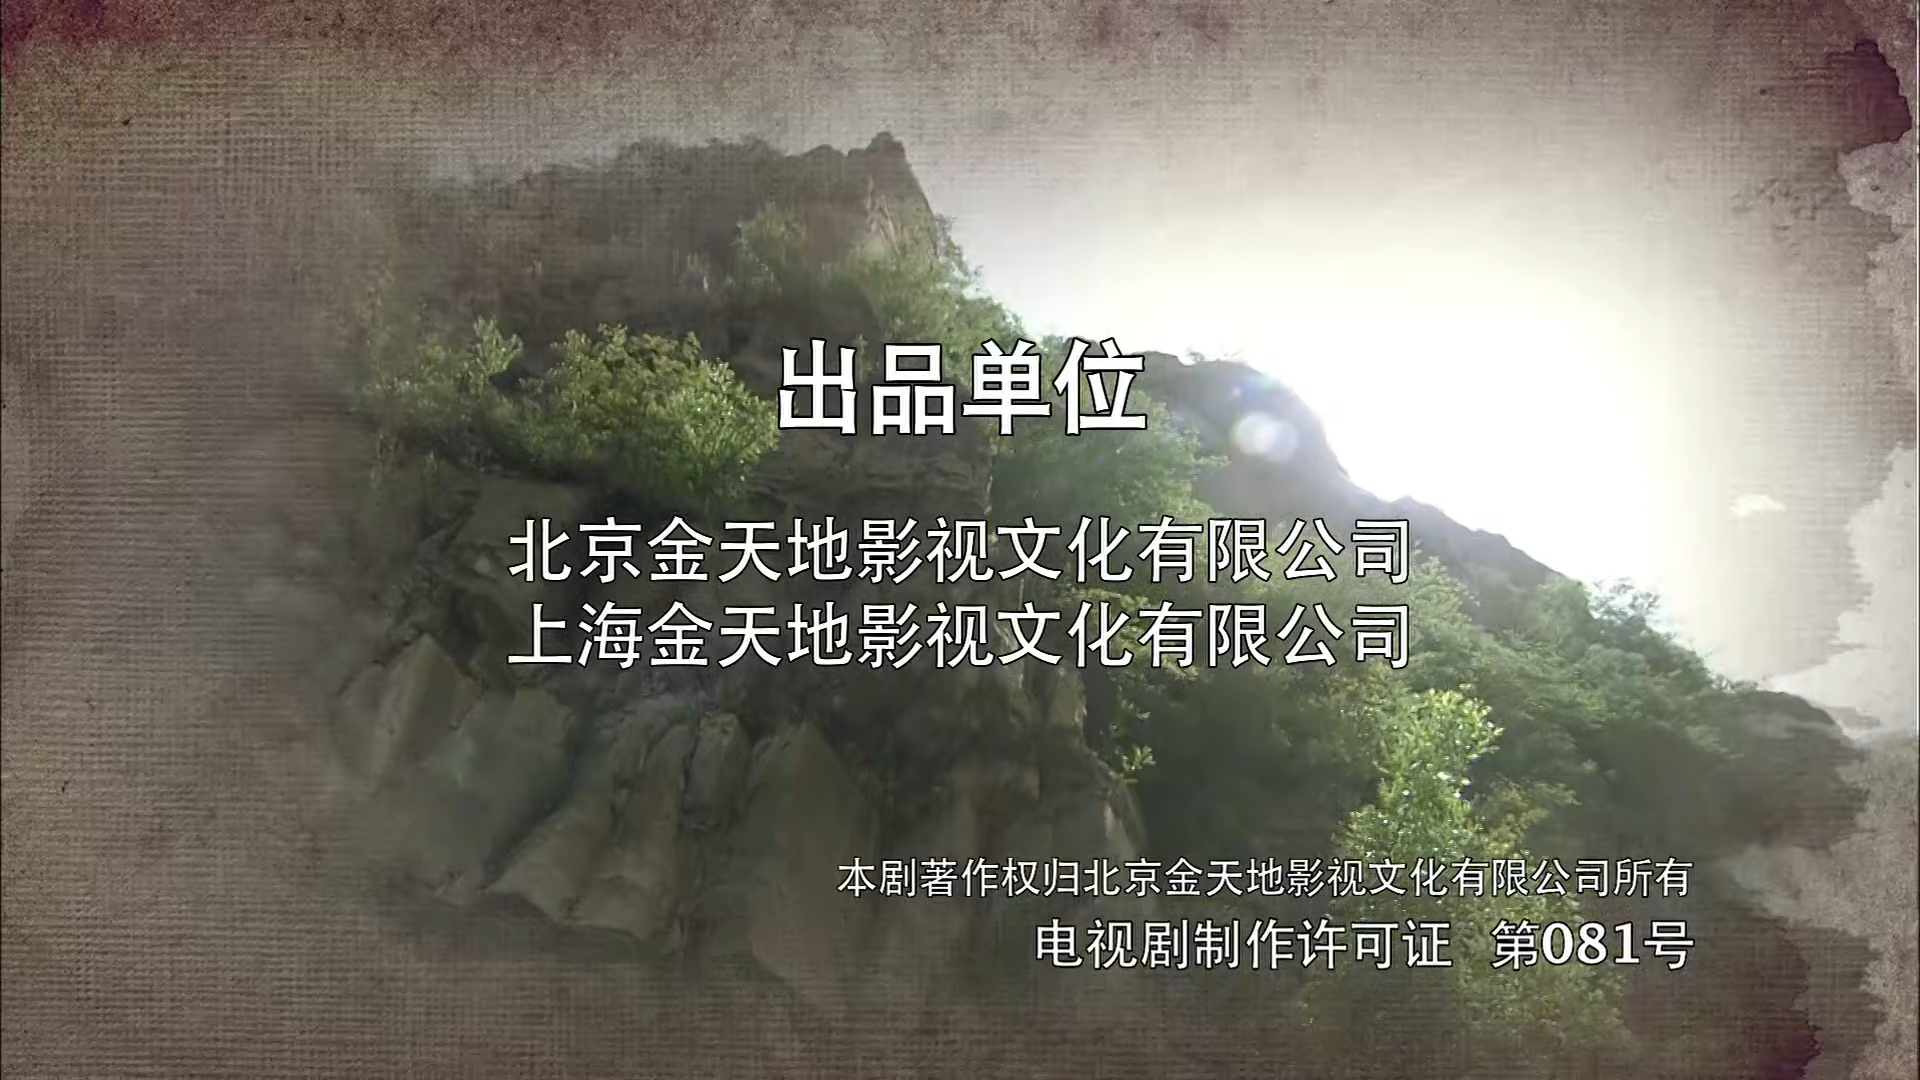 出品单位
北京金天地影视文化有限公司
上海金天地影视文化有限公司
本剧著作权归北京金天地影视文化有限公司所有
电视剧制作许可证 第081号